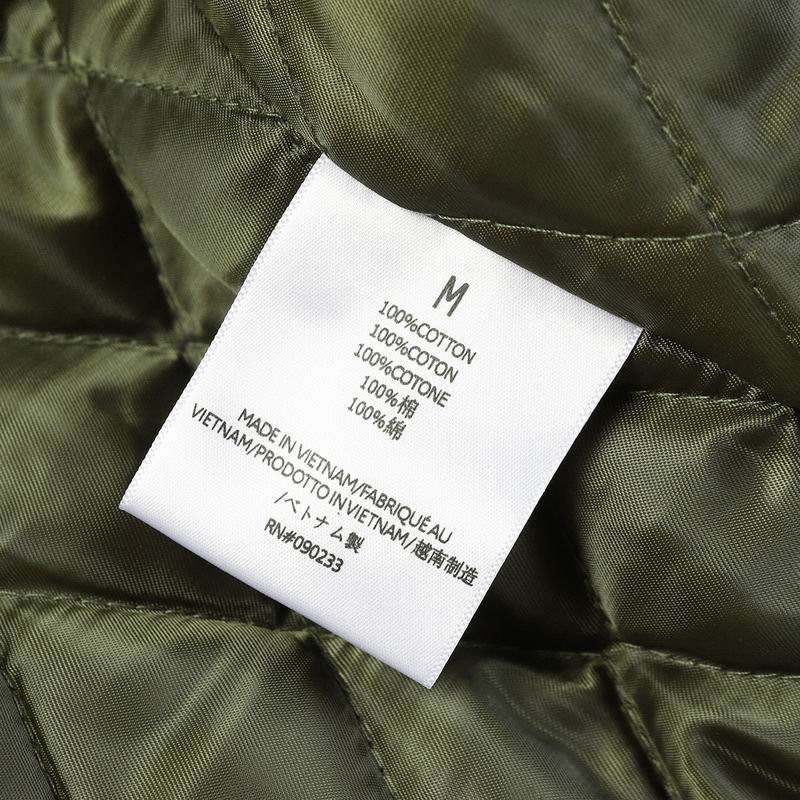 M
100%COTTON
100%COTON
100%COTONE
100%棉
100%綿
MADE IN VIETNAM/FABRIQUÉ AU
VIETNAM/PRODOTTO IN VIETNAM/越南制造
/ベトナム製
RN#090233